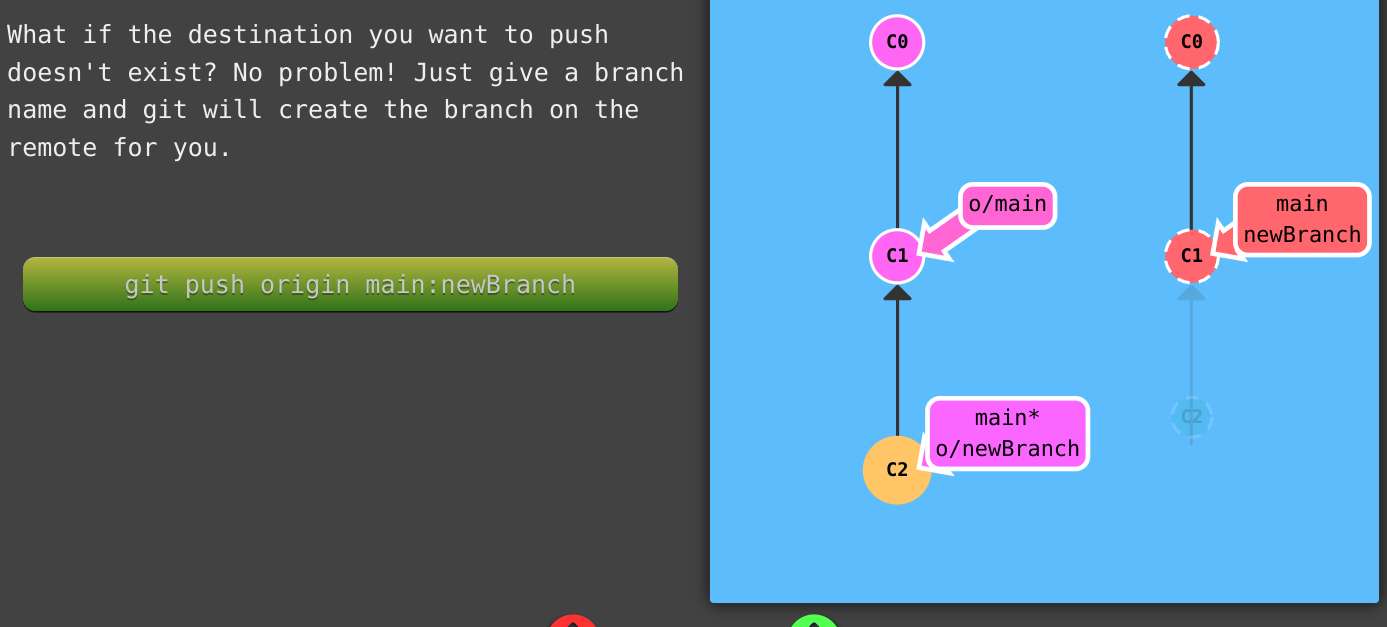 What if the destination you want to push
doesn't exist? No problem! Just give a branch
name and git will create the branch on the
remote for you.
git push origin main:newBranch
C0
C0
o/main
main
newBranch
C1
C1
main*
o/newBranch
C2
C2